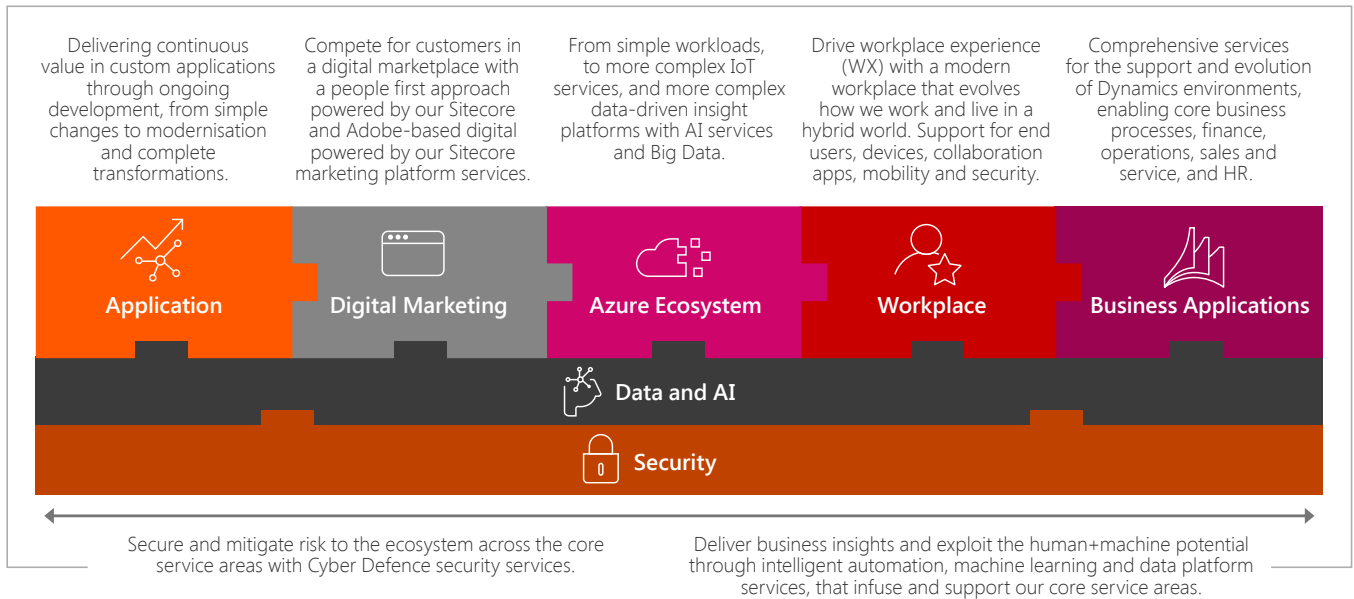 Delivering continuous
value in custom applications
through ongoing
development, from simple
changes to modernisation
and complete
transformations.
Compete for customers in
a digital marketplace with
a people first approach
powered by our Sitecore
and Adobe-based digital
powered by our Sitecore
marketing platform services.
From simple workloads,
to more complex IoT
services, and more complex
data-driven insight
platforms with AI services
and Big Data.
Drive workplace experience
(WX) with a modern
workplace that evolves
how we work and live in a
hybrid world. Support for end
users, devices, collaboration
apps, mobility and security.
Comprehensive services
for the support and evolution
of Dynamics environments,
enabling core business
processes, finance,
operations, sales and
service, and HR.
Application
Digital Marketing
Azure Ecosystem
Workplace
Business Applications
Data and AI
Security
Secure and mitigate risk to the ecosystem across the core
service areas with Cyber Defence security services.
Deliver business insights and exploit the human+machine potential
through intelligent automation, machine learning and data platform
services, that infuse and support our core service areas.